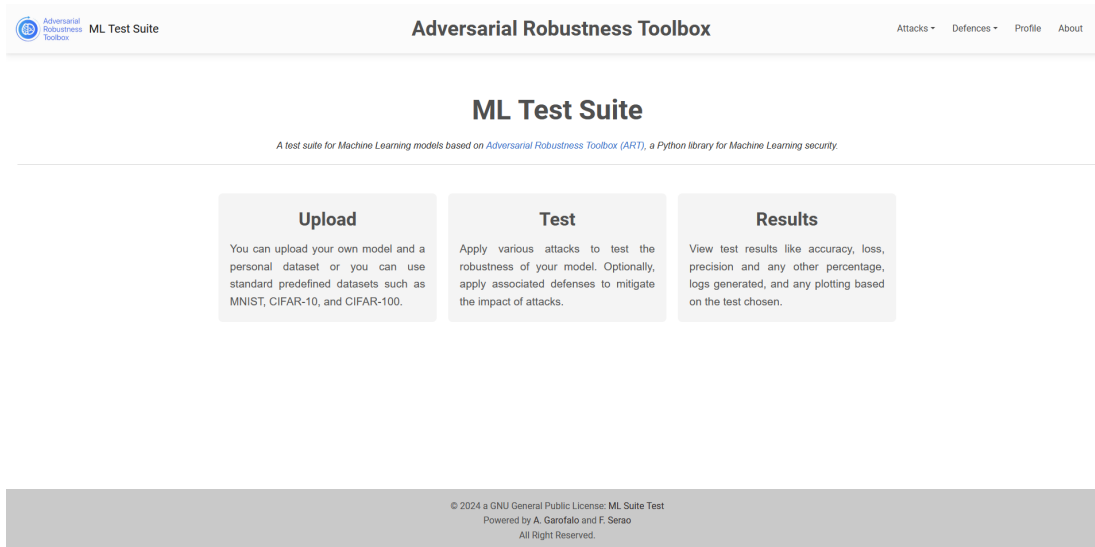 Adversarial
Robustness
Toolbox
ML Test Suite
Adversarial Robustness Toolbox
Attacks
Defences
Profile
About
ML Test Suite
A test suite for Machine Learning models based on Adversarial Robustness Toolbox (ART), a Python library for Machine Learning security.
Upload
You can upload your own model and a
personal dataset or you can use
standard predefined datasets such as
MNIST, CIFAR-10, and CIFAR-100.
Test
Apply various attacks to test the
robustness of your model. Optionally,
apply associated defenses to mitigate
the impact of attacks.
Results
View test results like accuracy, loss,
precision and any other percentage,
logs generated, and any plotting based
on the test chosen.
© 2024 a GNU General Public License: ML Suite Test
Powered by A. Garofalo and F. Serao
All Right Reserved.